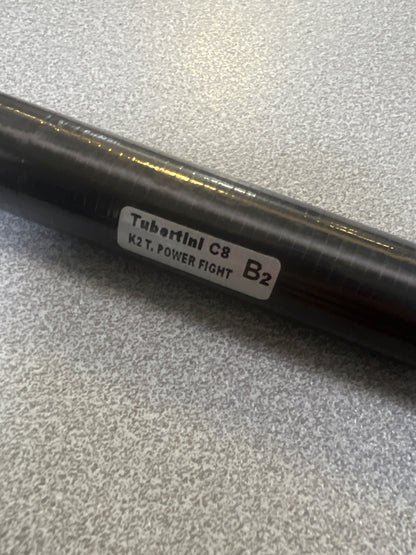 Tubertini C8
K2 T. POWER FIGHT
B2